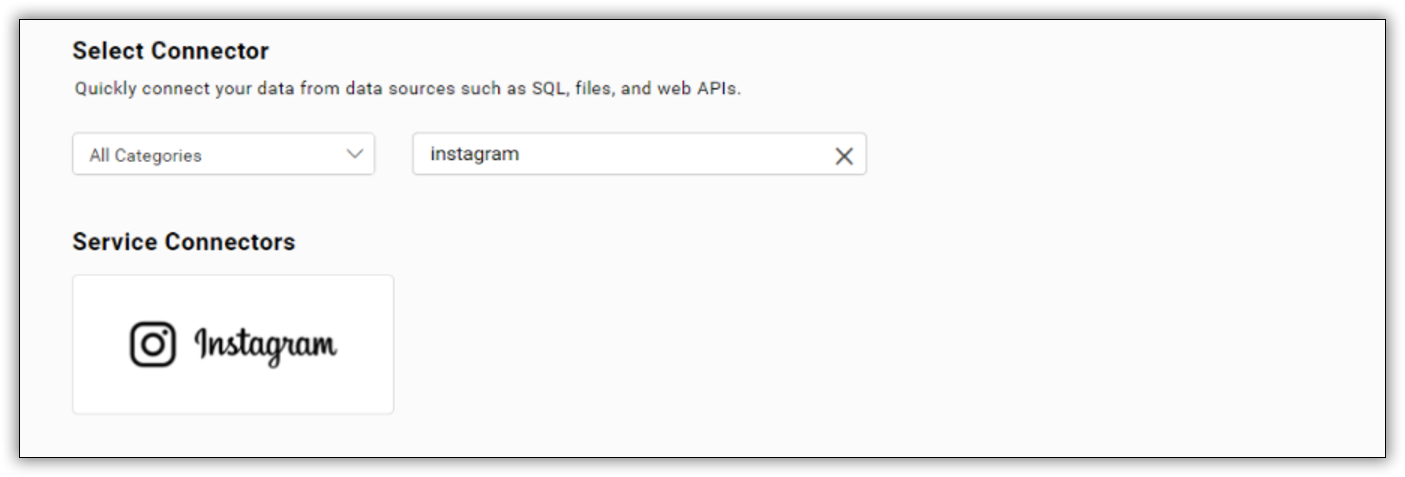 Select Connector
Quickly connect your data from data sources such as SQL, files, and web APIs.
All Categories
instagram
Service Connectors
Instagram